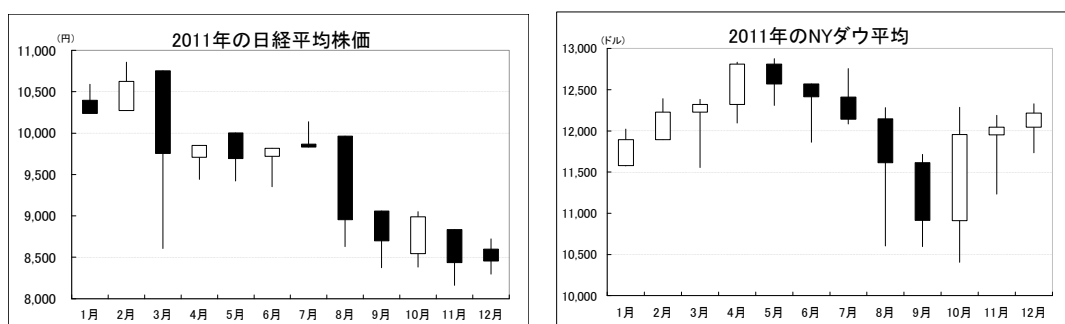 2011年の日経平均株価
(円)
11,000
10,500
10,000
9,500
9,000
8,500
8,000
1月 2月 3月 4月 5月 6月 7月 8月 9月 10月 11月 12月
2011年のNYダウ平均
(ドル)
13,000
12,500
12,000
11,500
11,000
10,500
10,000
1月 2月 3月 4月 5月 6月 7月 8月 9月 10月 11月 12月